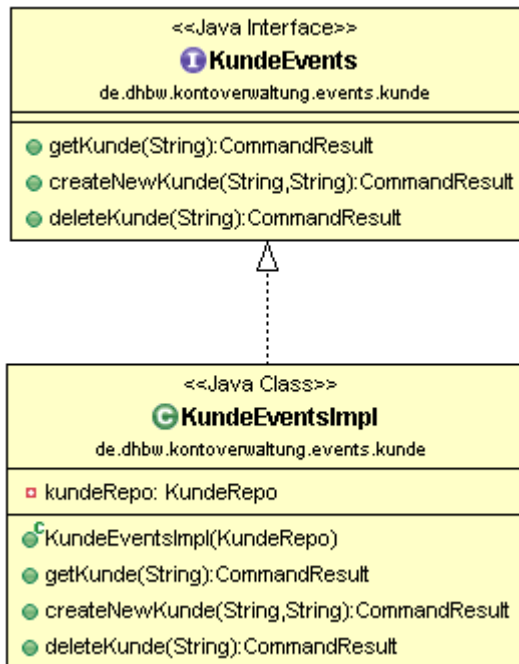 <<Java Interface>>
I KundeEvents
de.dhbw.kontoverwaltung.events.kunde
getKunde(String):CommandResult
createNewKunde(String,String):CommandResult
deleteKunde(String):CommandResult
<<Java Class>>
C KundeEventsImpl
de.dhbw.kontoverwaltung.events.kunde
kundeRepo: KundeRepo
C KundeEventsImpl(KundeRepo)
getKunde(String):CommandResult
createNewKunde(String,String):CommandResult
deleteKunde(String):CommandResult